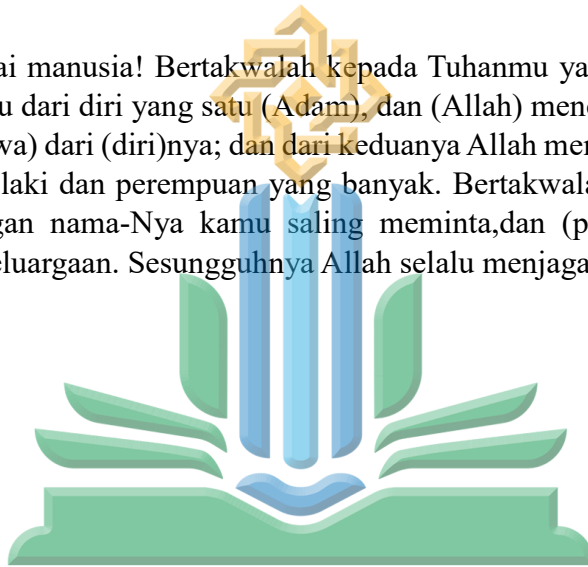 ai manusia! Bertakwalah kepada Tuhanmu ya
u dari diri yang satu (Adam), dan (Allah) menc
wa) dari (diri)nya; dan dari keduanya Allah men
laki dan perempuan yang banyak. Bertakwala
gan nama-Nya kamu saling meminta,dan (p
eluargaan. Sesungguhnya Allah selalu menjaga